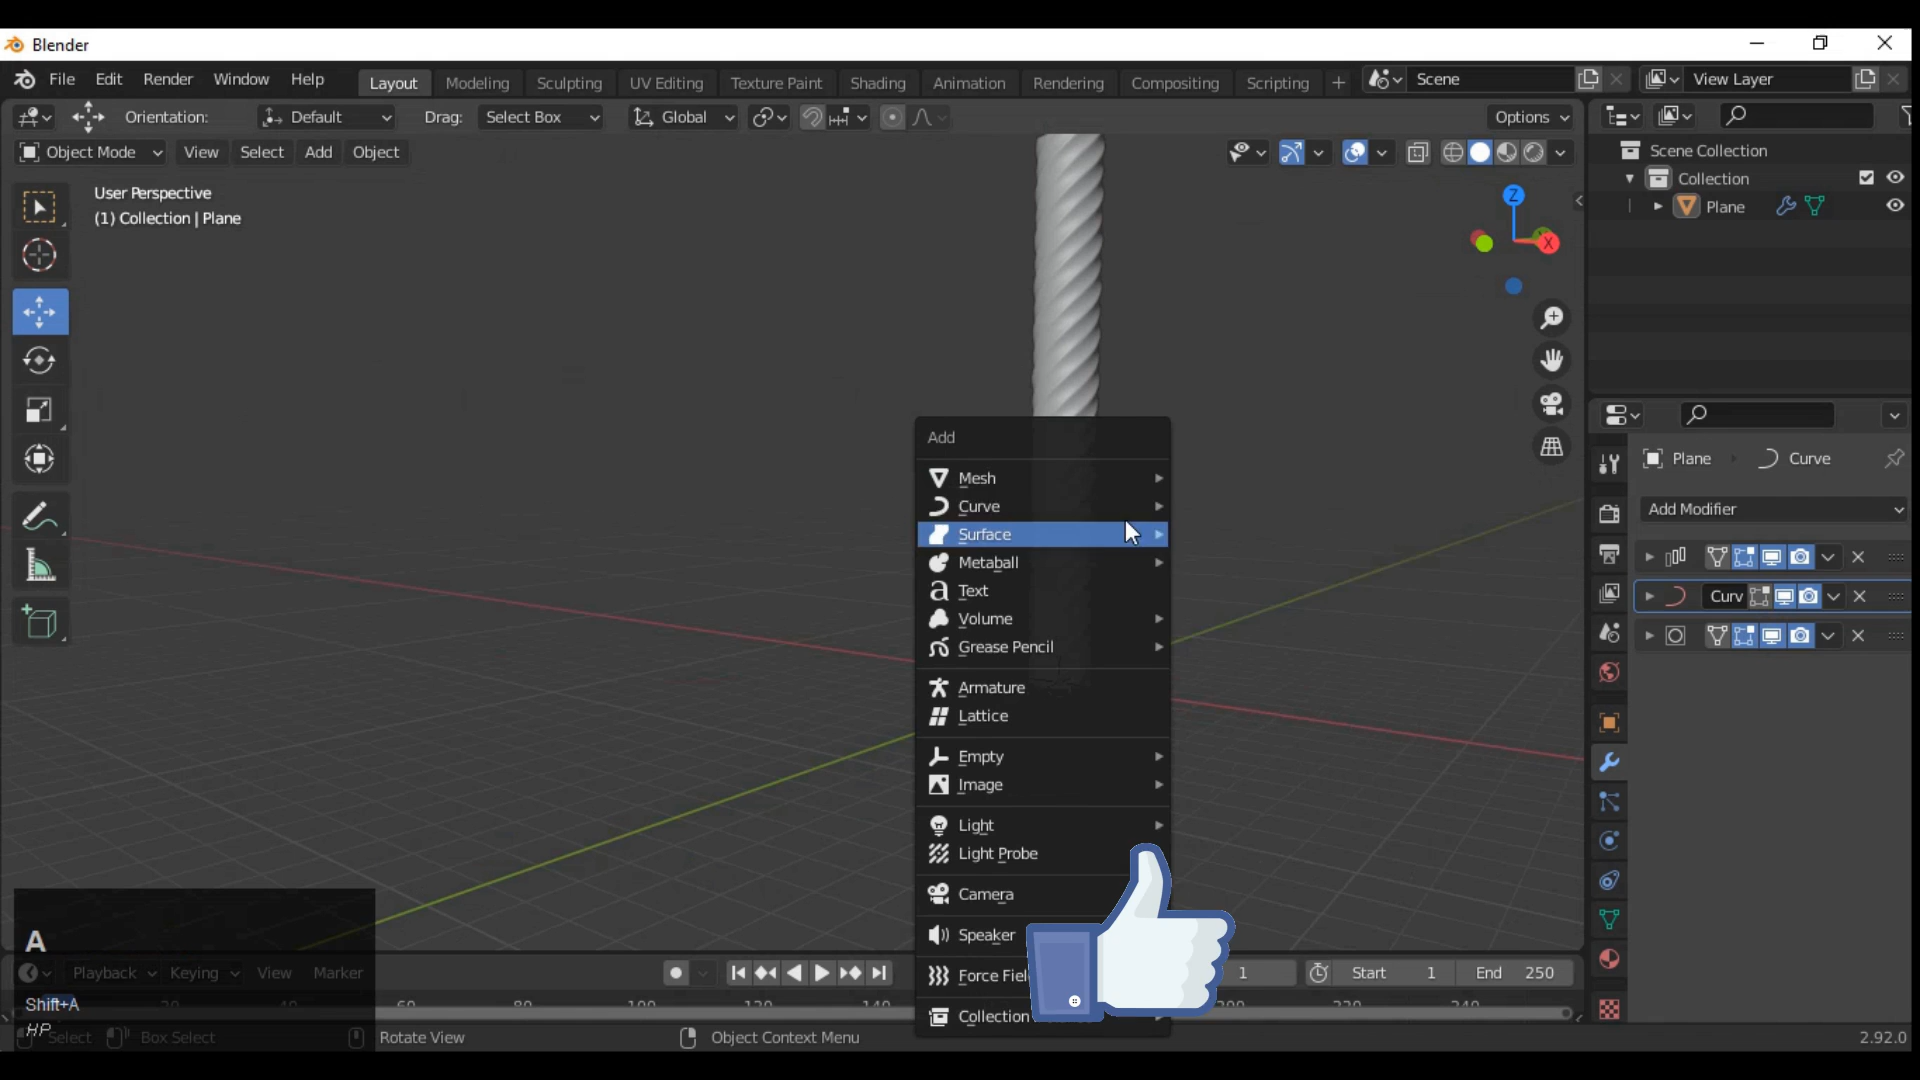 Blender
File Edit Render Window Help Layout Modeling Sculpting UV Editing Texture Paint Shading Animation Rendering Compositing Scripting + Scene View Layer
Orientation: Default Drag: Select Box Global Options
Object Mode View Select Add Object
User Perspective
(1) Collection | Plane
Z
X
Scene Collection
Collection
Plane
Plane Curve
Add Modifier
Curv
Add
Mesh
Curve
Surface
Metaball
Text
Volume
Grease Pencil
Armature
Lattice
Empty
Image
Light
Light Probe
Camera
Speaker
Force Fiel
Collection
A
Playback Keying View Marker 1 Start 1 End 250
Shift+A
HP
Select Box Select Rotate View Object Context Menu 2.92.0